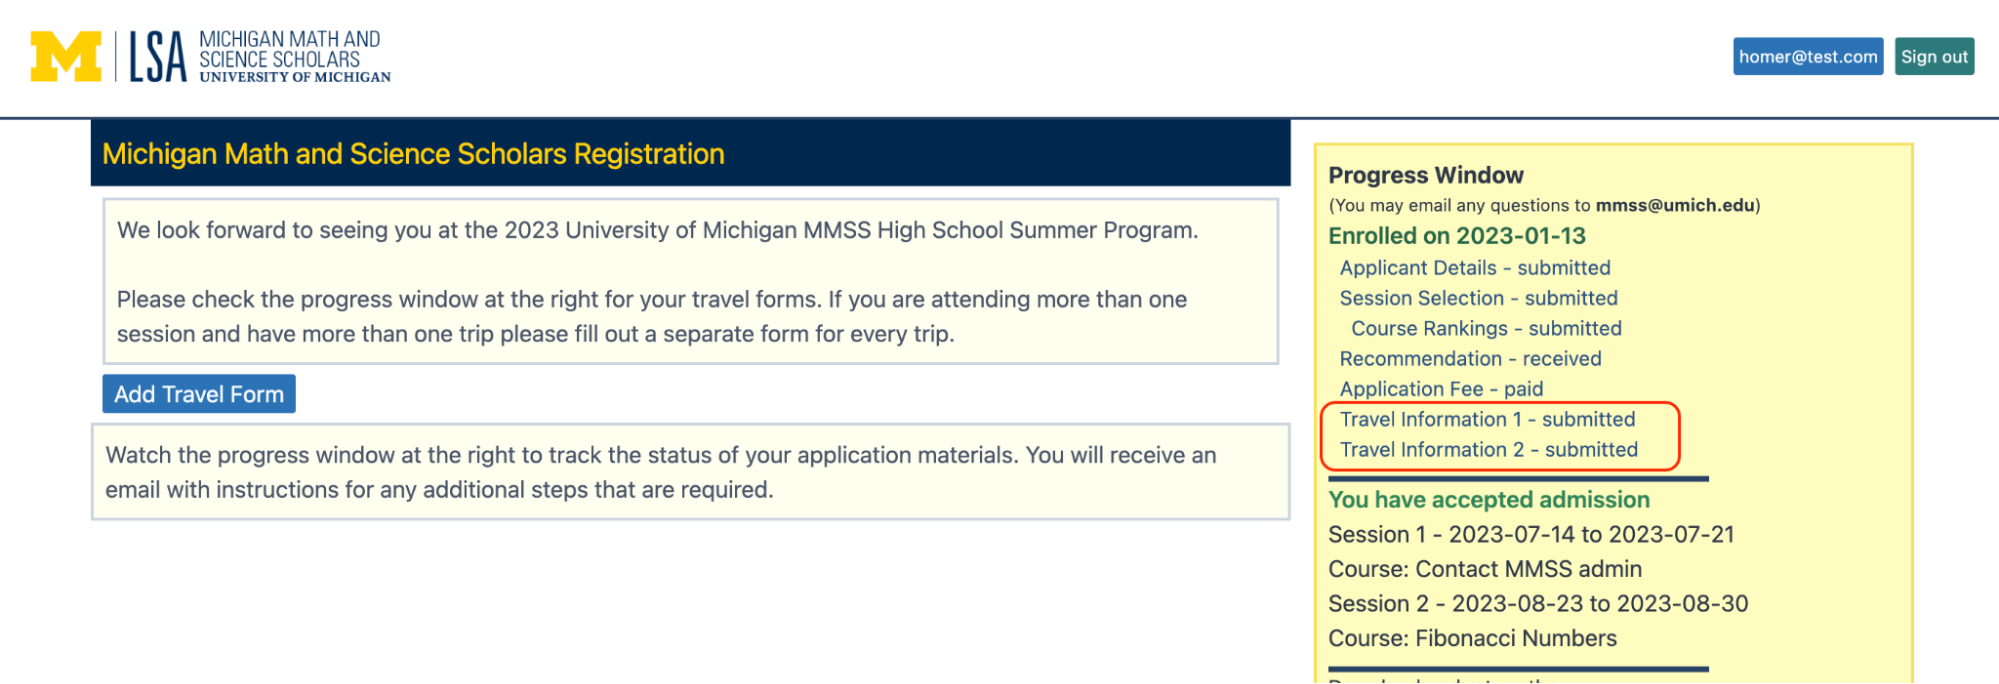 M LSA MICHIGAN MATH AND
SCIENCE SCHOLARS
UNIVERSITY OF MICHIGAN
homer@test.com
Sign out
Michigan Math and Science Scholars Registration
We look forward to seeing you at the 2023 University of Michigan MMSS High School Summer Program.
Please check the progress window at the right for your travel forms. If you are attending more than one
session and have more than one trip please fill out a separate form for every trip.
Add Travel Form
Watch the progress window at the right to track the status of your application materials. You will receive an
email with instructions for any additional steps that are required.
Progress Window
(You may email any questions to mmss@umich.edu)
Enrolled on 2023-01-13
Applicant Details - submitted
Session Selection - submitted
Course Rankings - submitted
Recommendation - received
Application Fee - paid
Travel Information 1 - submitted
Travel Information 2 - submitted
You have accepted admission
Session 1 - 2023-07-14 to 2023-07-21
Course: Contact MMSS admin
Session 2 - 2023-08-23 to 2023-08-30
Course: Fibonacci Numbers